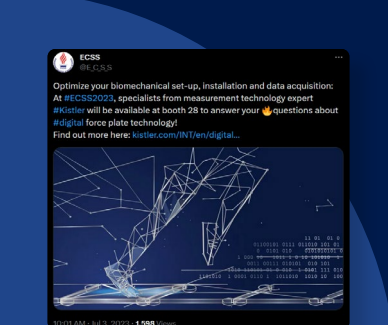 ECSS
@E_C_S_S
Optimize your biomechanical set-up, installation and data acquisition:
At #ECSS2023, specialists from measurement technology expert
#Kistler will be available at booth 28 to answer your 🔥questions about
#digital force plate technology!
Find out more here: kistler.com/INT/en/digital...
10:01 AM · Jul 3, 2023 · 1,598 Views